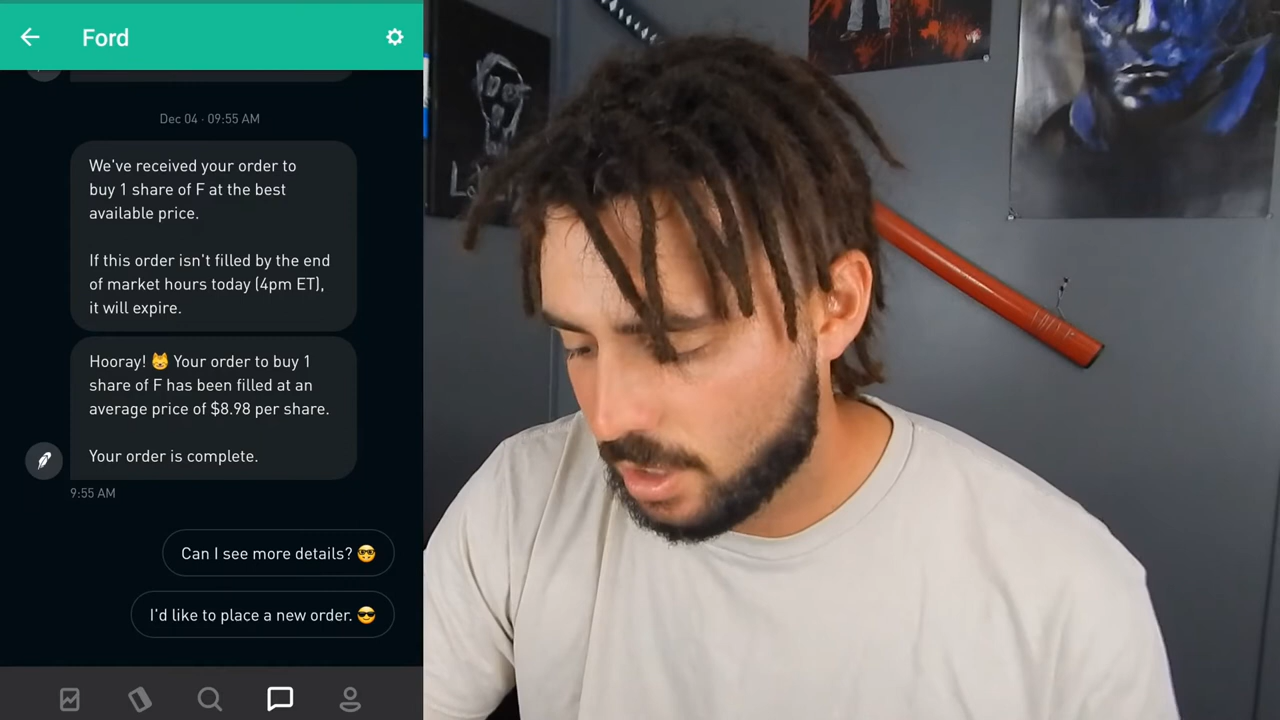 Ford
Dec 04 · 09:55 AM
We've received your order to
buy 1 share of F at the best
available price.
If this order isn't filled by the end
of market hours today (4pm ET),
it will expire.
Hooray! 😸 Your order to buy 1
share of F has been filled at an
average price of $8.98 per share.
Your order is complete.
9:55 AM
Can I see more details? 🤓
I'd like to place a new order. 😎